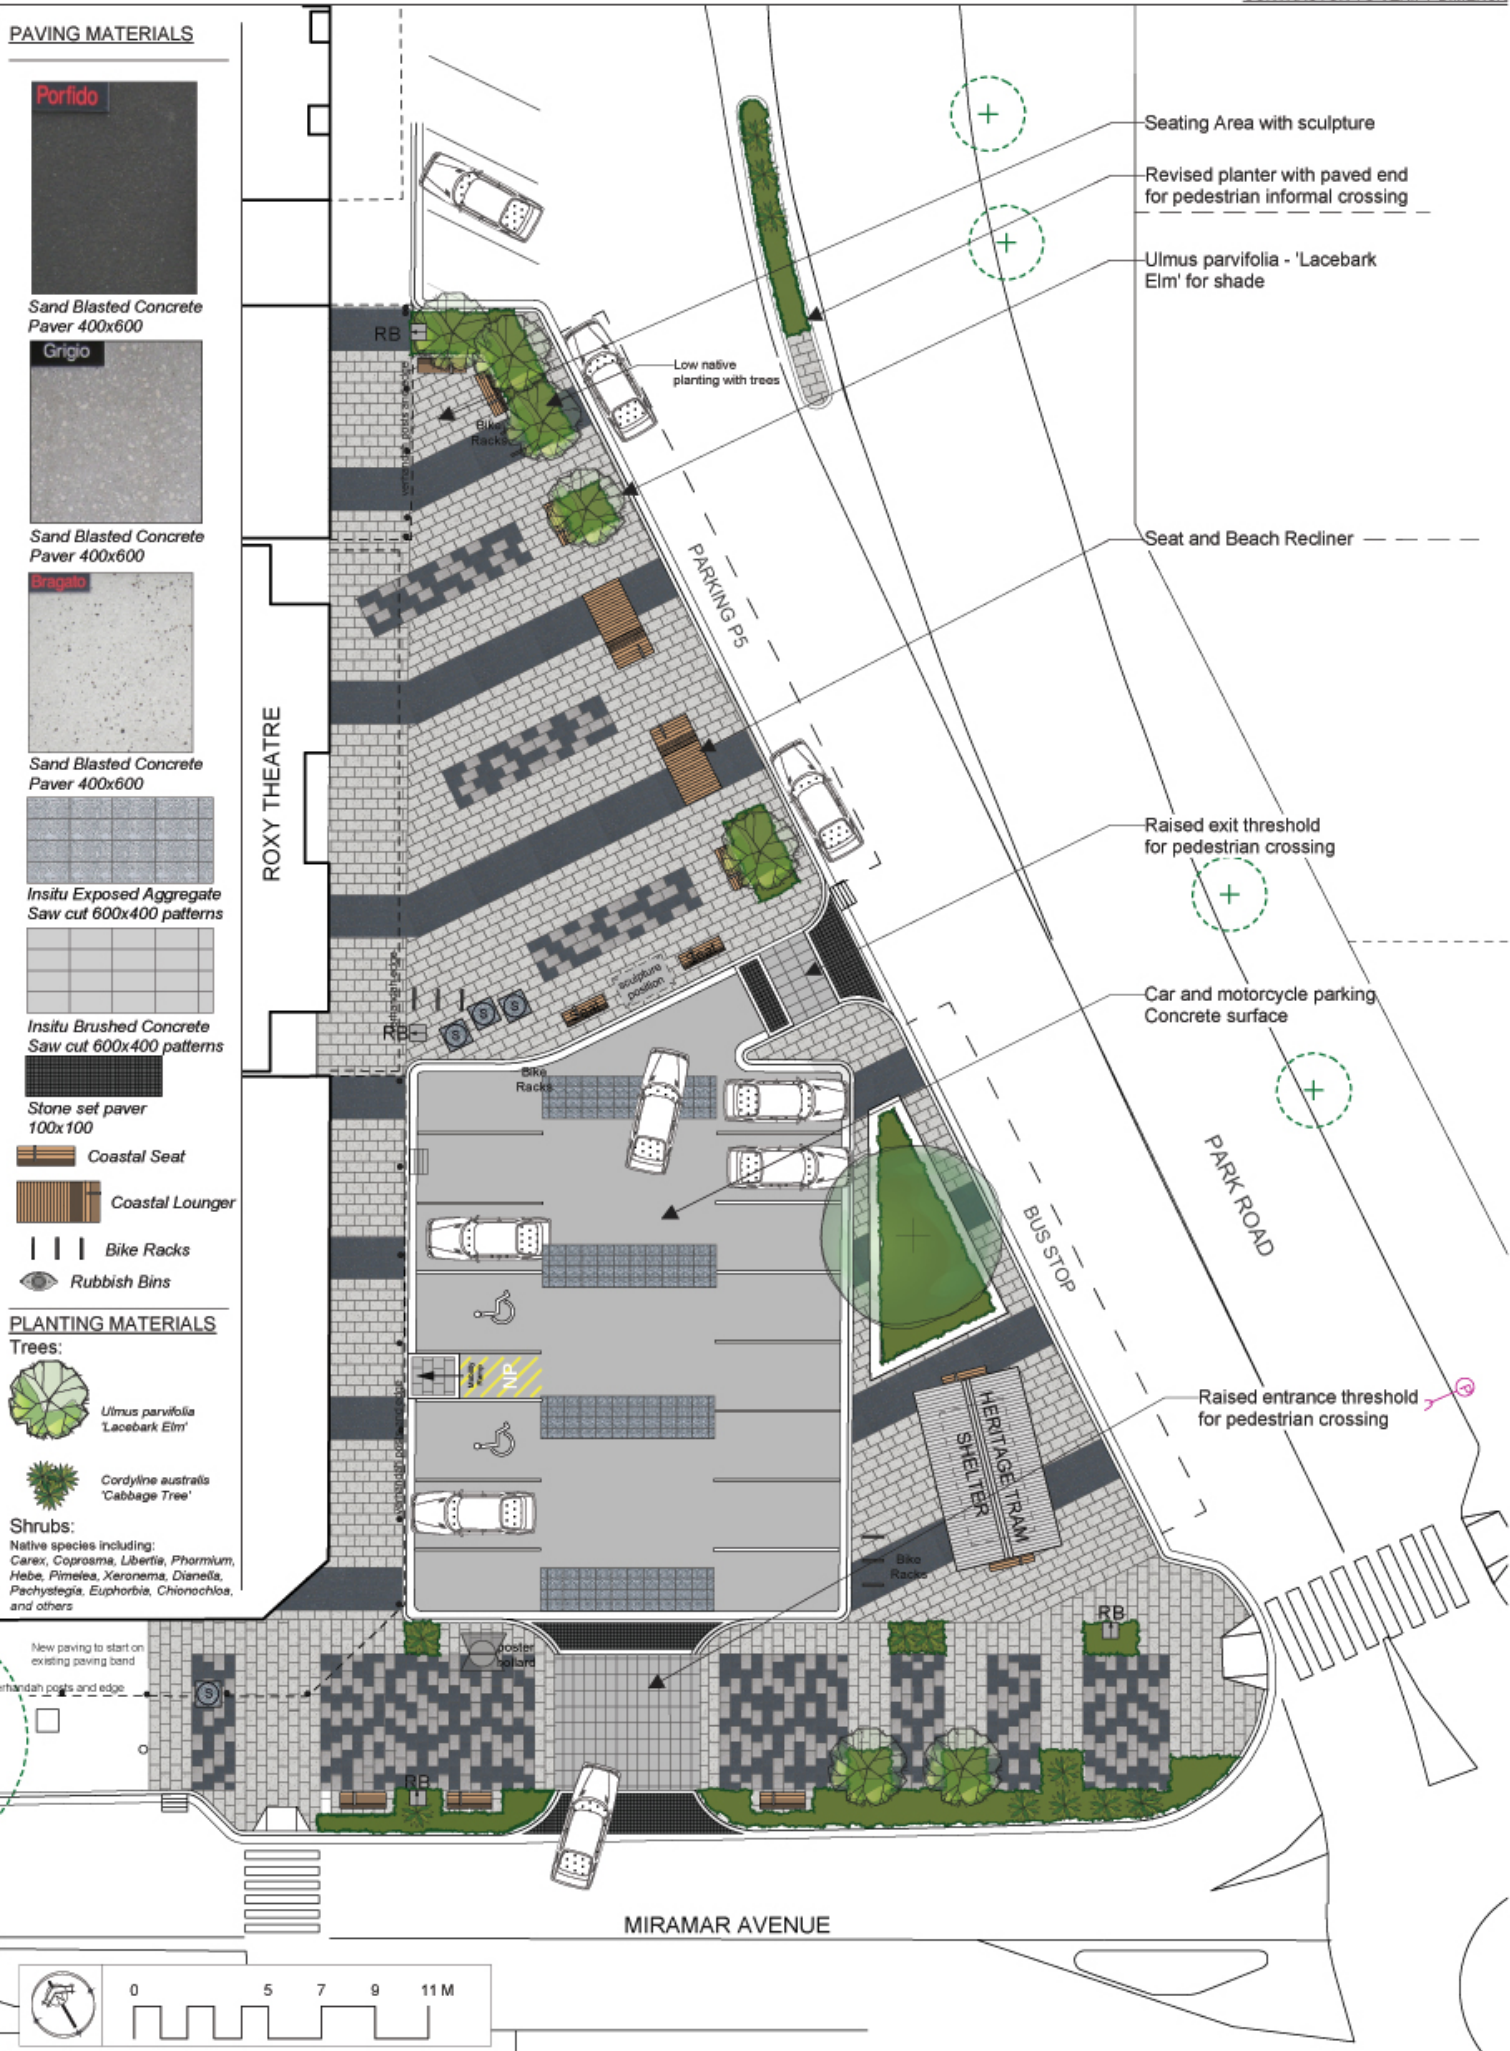 PAVING MATERIALS
Porfido
Sand Blasted Concrete
Paver 400x600
Grigio
Sand Blasted Concrete
Paver 400x600
Bragato
Sand Blasted Concrete
Paver 400x600
Insitu Exposed Aggregate
Saw cut 600x400 patterns
Insitu Brushed Concrete
Saw cut 600x400 patterns
Stone set paver
100x100
Coastal Seat
Coastal Lounger
Bike Racks
Rubbish Bins
PLANTING MATERIALS
Trees:
Ulmus parvifolia
'Lacebark Elm'
Cordyline australis
'Cabbage Tree'
Shrubs:
Native species including:
Carex, Coprosma, Libertia, Phormium,
Hebe, Pimelea, Xeronema, Dianella,
Pachystegia, Euphorbia, Chionochloa,
and others
New paving to start on
existing paving band
verhandah posts and edge
ROXY THEATRE
RB
verhandah posts and edge
Bike
Racks
Low native
planting with trees
PARKING P5
Seating Area with sculpture
Revised planter with paved end
for pedestrian informal crossing
Ulmus parvifolia - 'Lacebark
Elm' for shade
Seat and Beach Recliner
Raised exit threshold
for pedestrian crossing
Car and motorcycle parking
Concrete surface
Raised entrance threshold
for pedestrian crossing
P
sculpture
position
Seat
Seat
S
S
S
RB
Bike
Racks
NP
BUS STOP
PARK ROAD
HERITAGE TRAM
SHELTER
Bike
Racks
RB
poster
bollard
S
RB
MIRAMAR AVENUE
0 5 7 9 11 M